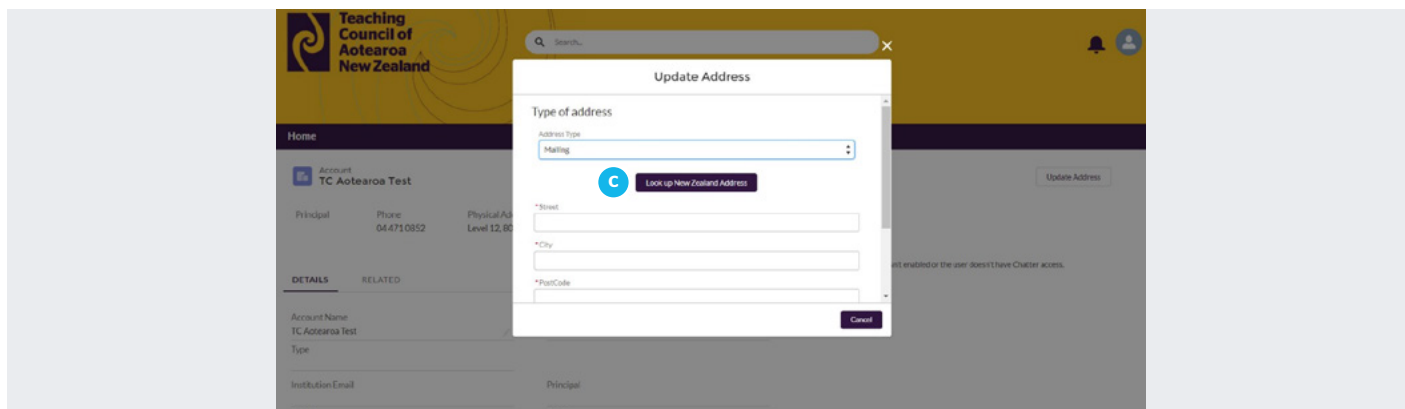 Teaching
Council of
Aotearoa
New Zealand
Search...
Home
Account
TC Aotearoa Test
Update Address
Principal
Phone
04 471 0852
Physical Ad
Level 12, 80
DETAILS
RELATED
Account Name
TC Aotearoa Test
Type
Institution Email
Principal
Update Address
Type of address
Address Type
Mailing
C
Look up New Zealand Address
*Street
*City
*PostCode
Cancel
enabled or the user doesn't have Chatter access.